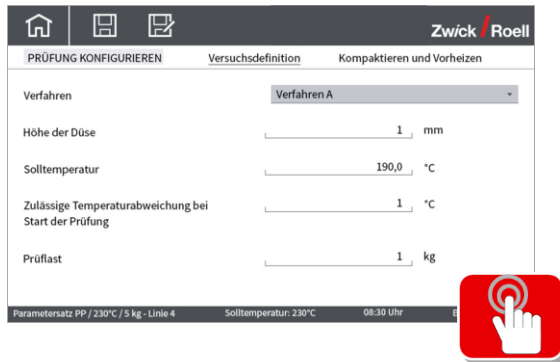 Zwick Roell
PRÜFUNG KONFIGURIEREN Versuchsdefinition Kompaktieren und Vorheizen
Verfahren Verfahren A
Höhe der Düse 1 mm
Solltemperatur 190,0 °C
Zulässige Temperaturabweichung bei
Start der Prüfung 1 °C
Prüflast 1 kg
Parametersatz PP / 230°C / 5 kg - Linie 4 Solltemperatur: 230°C 08:30 Uhr